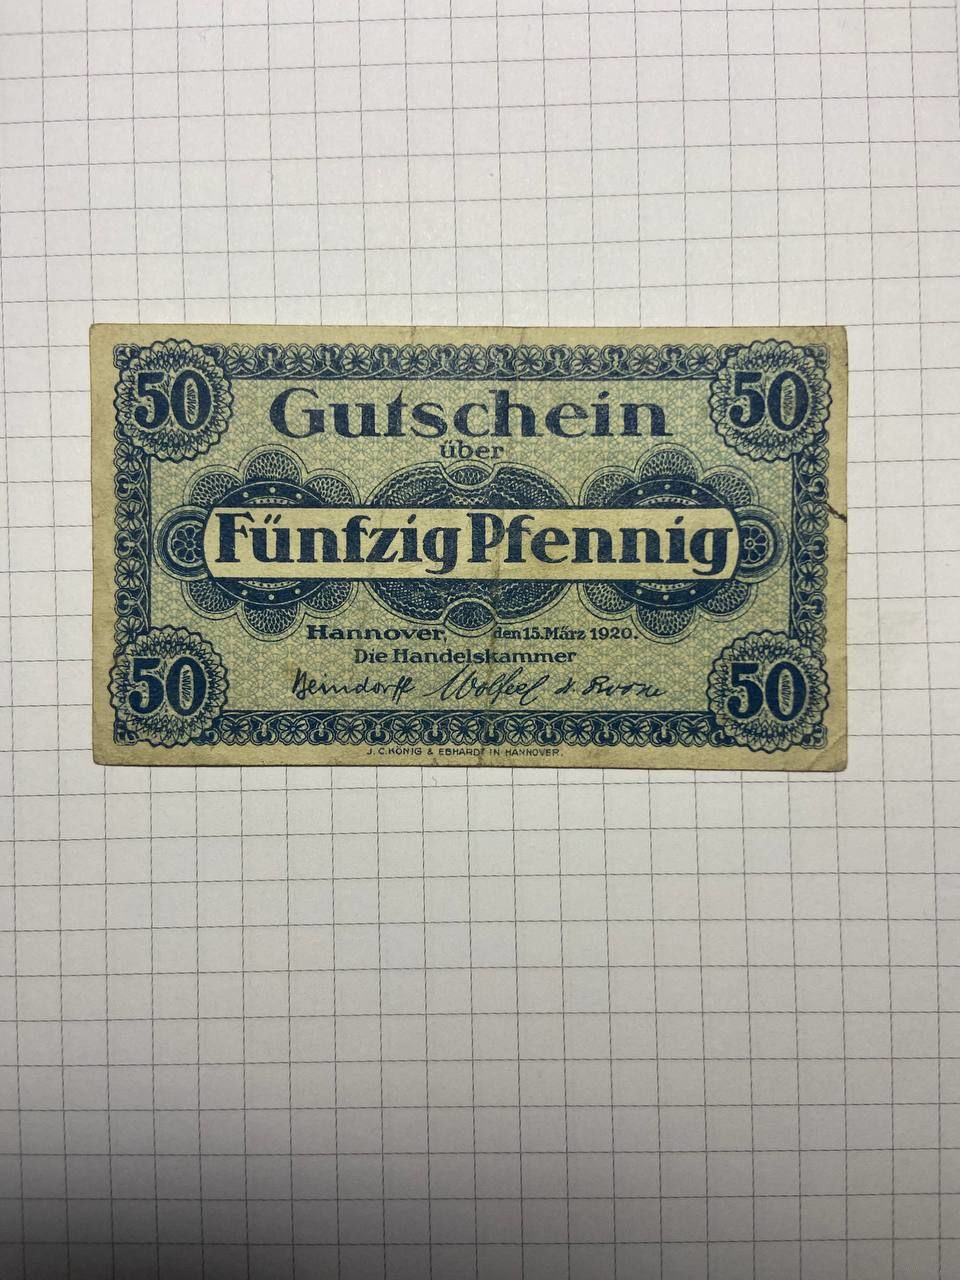 50 50
Gutschein
über
Fünfzig Pfennig
Hannover, den 15. März 1920.
Die Handelskammer
Beindorff
50 50
J. C. KÖNIG & EBHARDT IN HANNOVER.